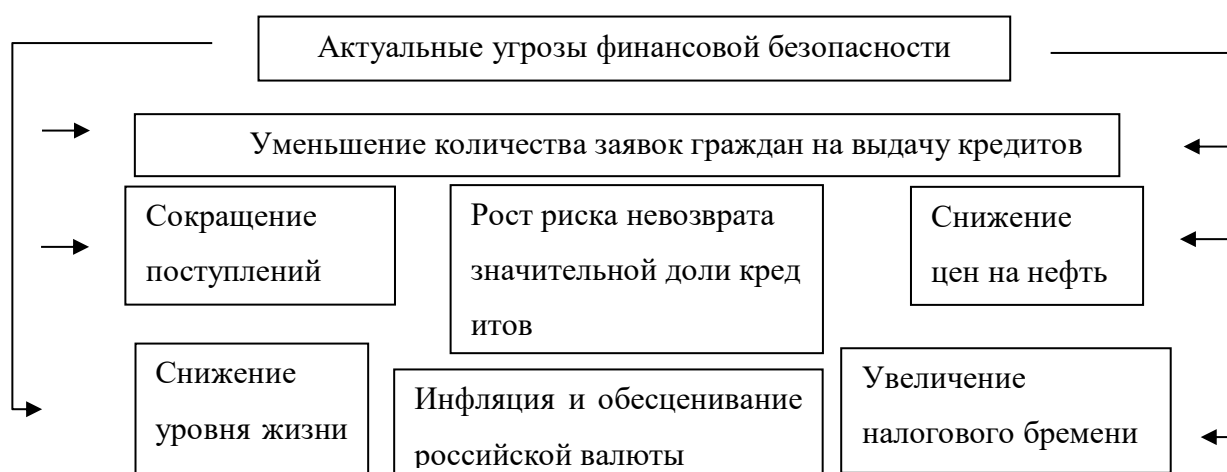 Актуальные угрозы финансовой безопасности
Уменьшение количества заявок граждан на выдачу кредитов
Сокращение
поступлений
Рост риска невозврата
значительной доли кред
итов
Снижение
цен на нефть
Снижение
уровня жизни
Инфляция и обесценивание
российской валюты
Увеличение
налогового бремени